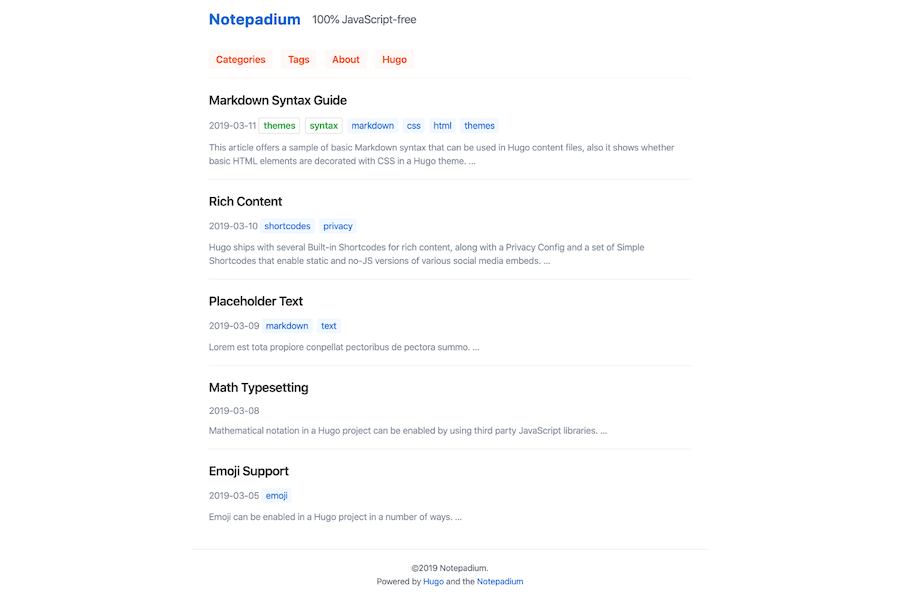 Notepadium 100% JavaScript-free
Categories Tags About Hugo
Markdown Syntax Guide
2019-03-11 themes syntax markdown css html themes
This article offers a sample of basic Markdown syntax that can be used in Hugo content files, also it shows whether
basic HTML elements are decorated with CSS in a Hugo theme. ...
Rich Content
2019-03-10 shortcodes privacy
Hugo ships with several Built-in Shortcodes for rich content, along with a Privacy Config and a set of Simple
Shortcodes that enable static and no-JS versions of various social media embeds. ...
Placeholder Text
2019-03-09 markdown text
Lorem est tota propiore conpellat pectoribus de pectora summo. ...
Math Typesetting
2019-03-08
Mathematical notation in a Hugo project can be enabled by using third party JavaScript libraries. ...
Emoji Support
2019-03-05 emoji
Emoji can be enabled in a Hugo project in a number of ways. ...
©2019 Notepadium.
Powered by Hugo and the Notepadium